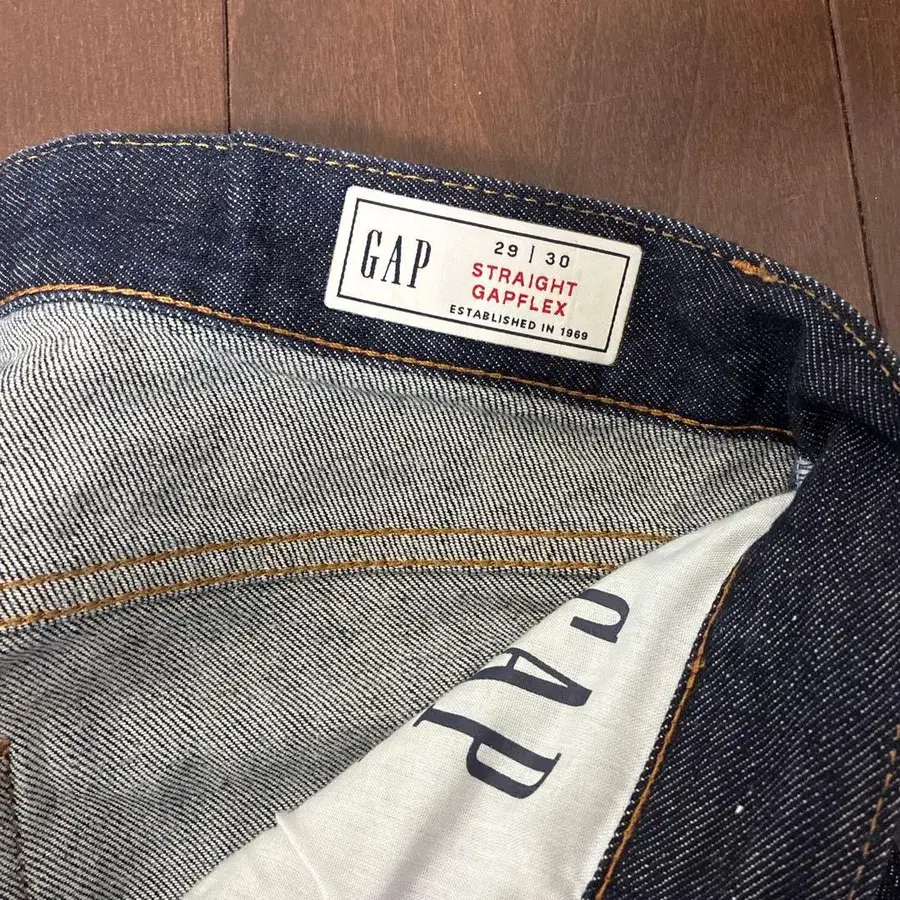 GAP
29 | 30
STRAIGHT
GAPFLEX
ESTABLISHED IN 1969
GAP